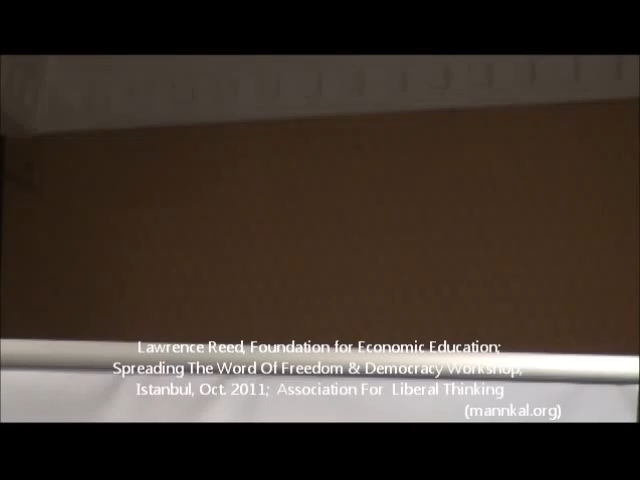 Lawrence Reed, Foundation for Economic Education;
Spreading The Word Of Freedom & Democracy Workshop,
Istanbul, Oct. 2011; Association For Liberal Thinking
(mannkal.org)